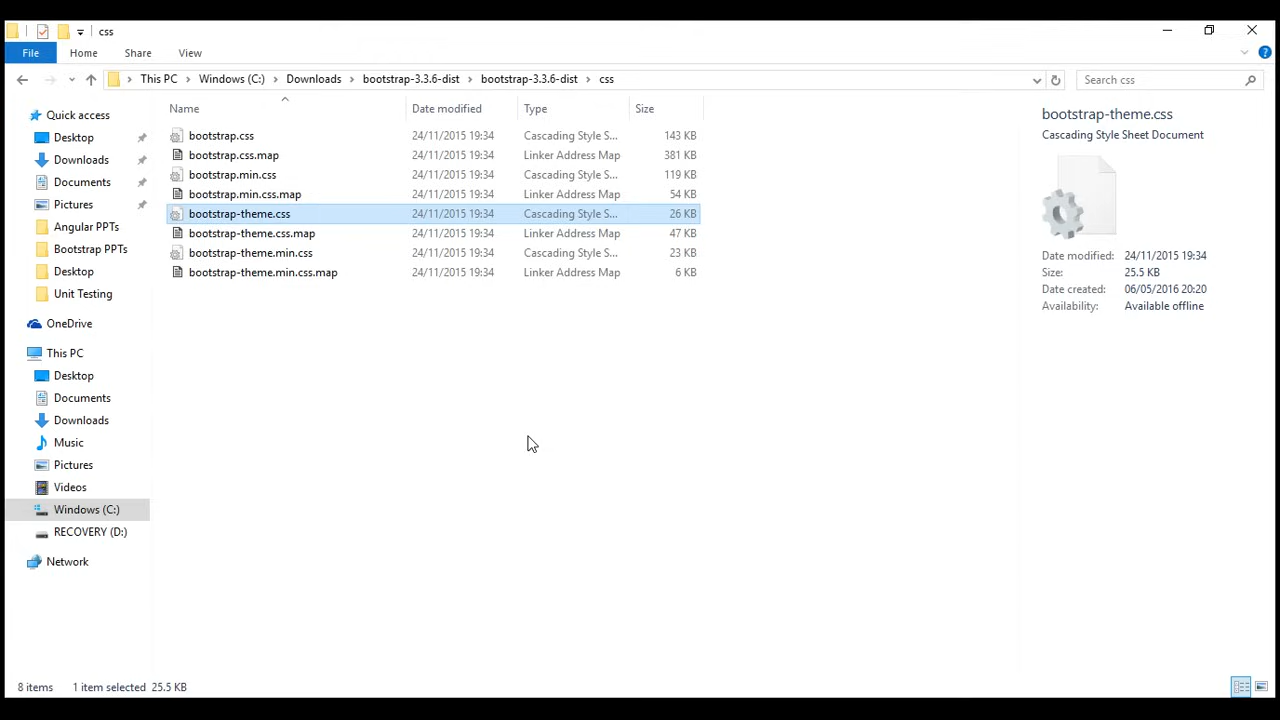 css
File Home Share View
This PC Windows (C:) Downloads bootstrap-3.3.6-dist bootstrap-3.3.6-dist css Search css
Name Date modified Type Size
bootstrap.css 24/11/2015 19:34 Cascading Style S... 143 KB
bootstrap.css.map 24/11/2015 19:34 Linker Address Map 381 KB
bootstrap.min.css 24/11/2015 19:34 Cascading Style S... 119 KB
bootstrap.min.css.map 24/11/2015 19:34 Linker Address Map 54 KB
bootstrap-theme.css 24/11/2015 19:34 Cascading Style S... 26 KB
bootstrap-theme.css.map 24/11/2015 19:34 Linker Address Map 47 KB
bootstrap-theme.min.css 24/11/2015 19:34 Cascading Style S... 23 KB
bootstrap-theme.min.css.map 24/11/2015 19:34 Linker Address Map 6 KB
Quick access
Desktop
Downloads
Documents
Pictures
Angular PPTs
Bootstrap PPTs
Desktop
Unit Testing
OneDrive
This PC
Desktop
Documents
Downloads
Music
Pictures
Videos
Windows (C:)
RECOVERY (D:)
Network
bootstrap-theme.css
Cascading Style Sheet Document
Date modified: 24/11/2015 19:34
Size: 25.5 KB
Date created: 06/05/2016 20:20
Availability: Available offline
8 items 1 item selected 25.5 KB